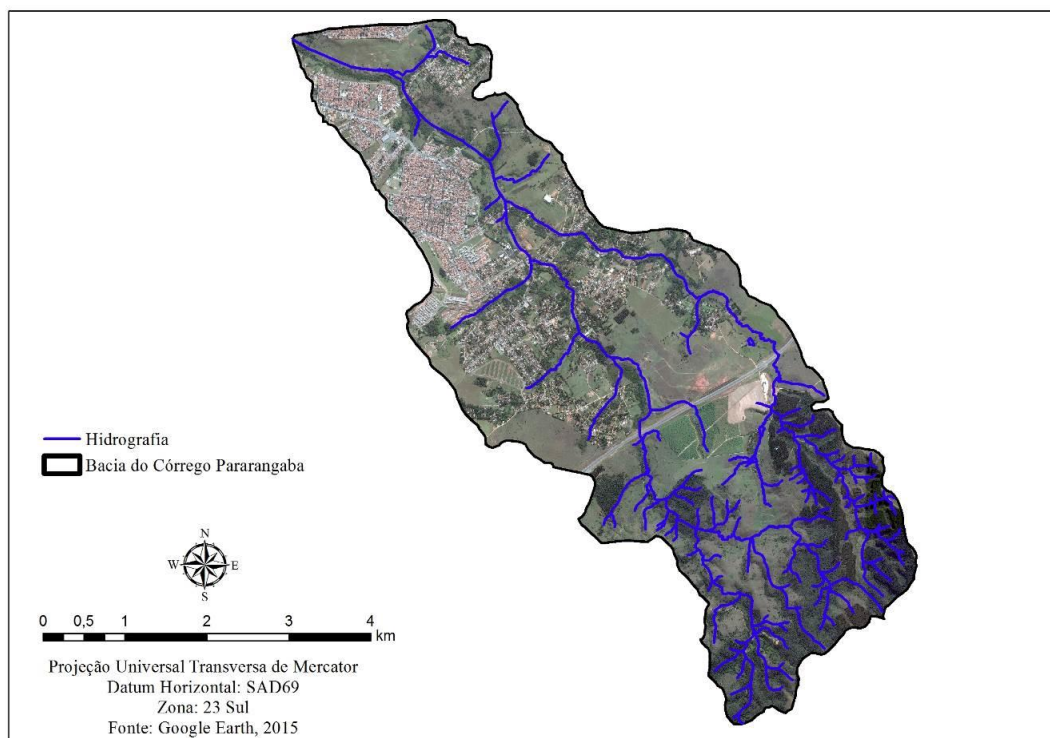 Hidrografia
Bacia do Córrego Pararangaba
N
W E
S
0 0,5 1 2 3 4
km
Projeção Universal Transversa de Mercator
Datum Horizontal: SAD69
Zona: 23 Sul
Fonte: Google Earth, 2015